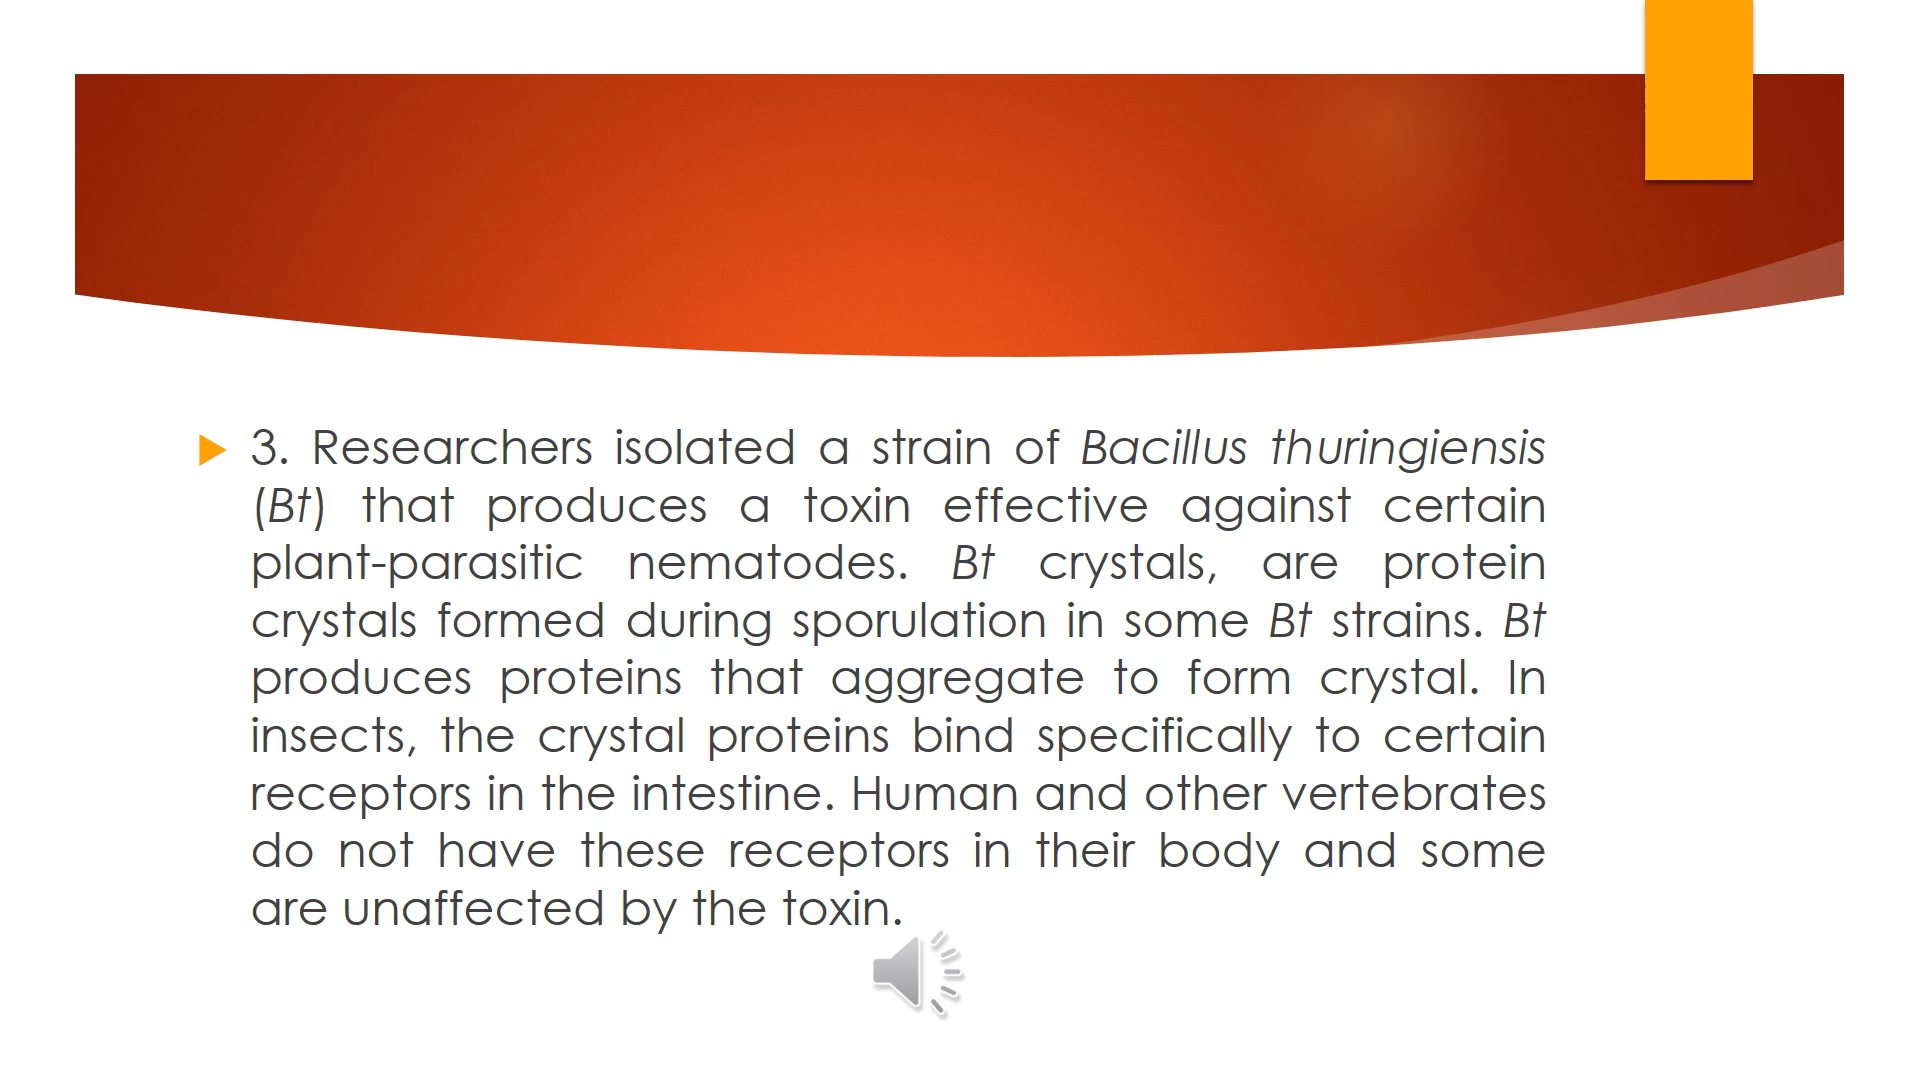 3. Researchers isolated a strain of Bacillus thuringiensis
(Bt) that produces a toxin effective against certain
plant-parasitic nematodes. Bt crystals, are protein
crystals formed during sporulation in some Bt strains. Bt
produces proteins that aggregate to form crystal. In
insects, the crystal proteins bind specifically to certain
receptors in the intestine. Human and other vertebrates
do not have these receptors in their body and some
are unaffected by the toxin.